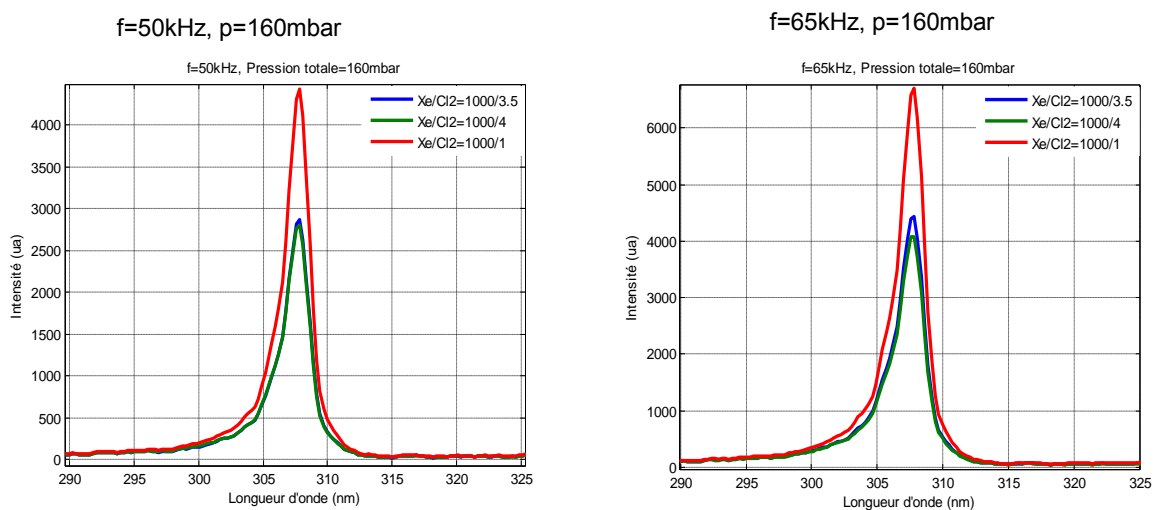 f=50kHz, p=160mbar
f=50kHz, Pression totale=160mbar
Xe/Cl2=1000/3.5
Xe/Cl2=1000/4
Xe/Cl2=1000/1
Intensité (ua)
4000
3500
3000
2500
2000
1500
1000
500
0
290 295 300 305 310 315 320 325
Longueur d'onde (nm)
f=65kHz, p=160mbar
f=65kHz, Pression totale=160mbar
Xe/Cl2=1000/3.5
Xe/Cl2=1000/4
Xe/Cl2=1000/1
Intensité (ua)
6000
5000
4000
3000
2000
1000
0
290 295 300 305 310 315 320 325
Longueur d'onde (nm)